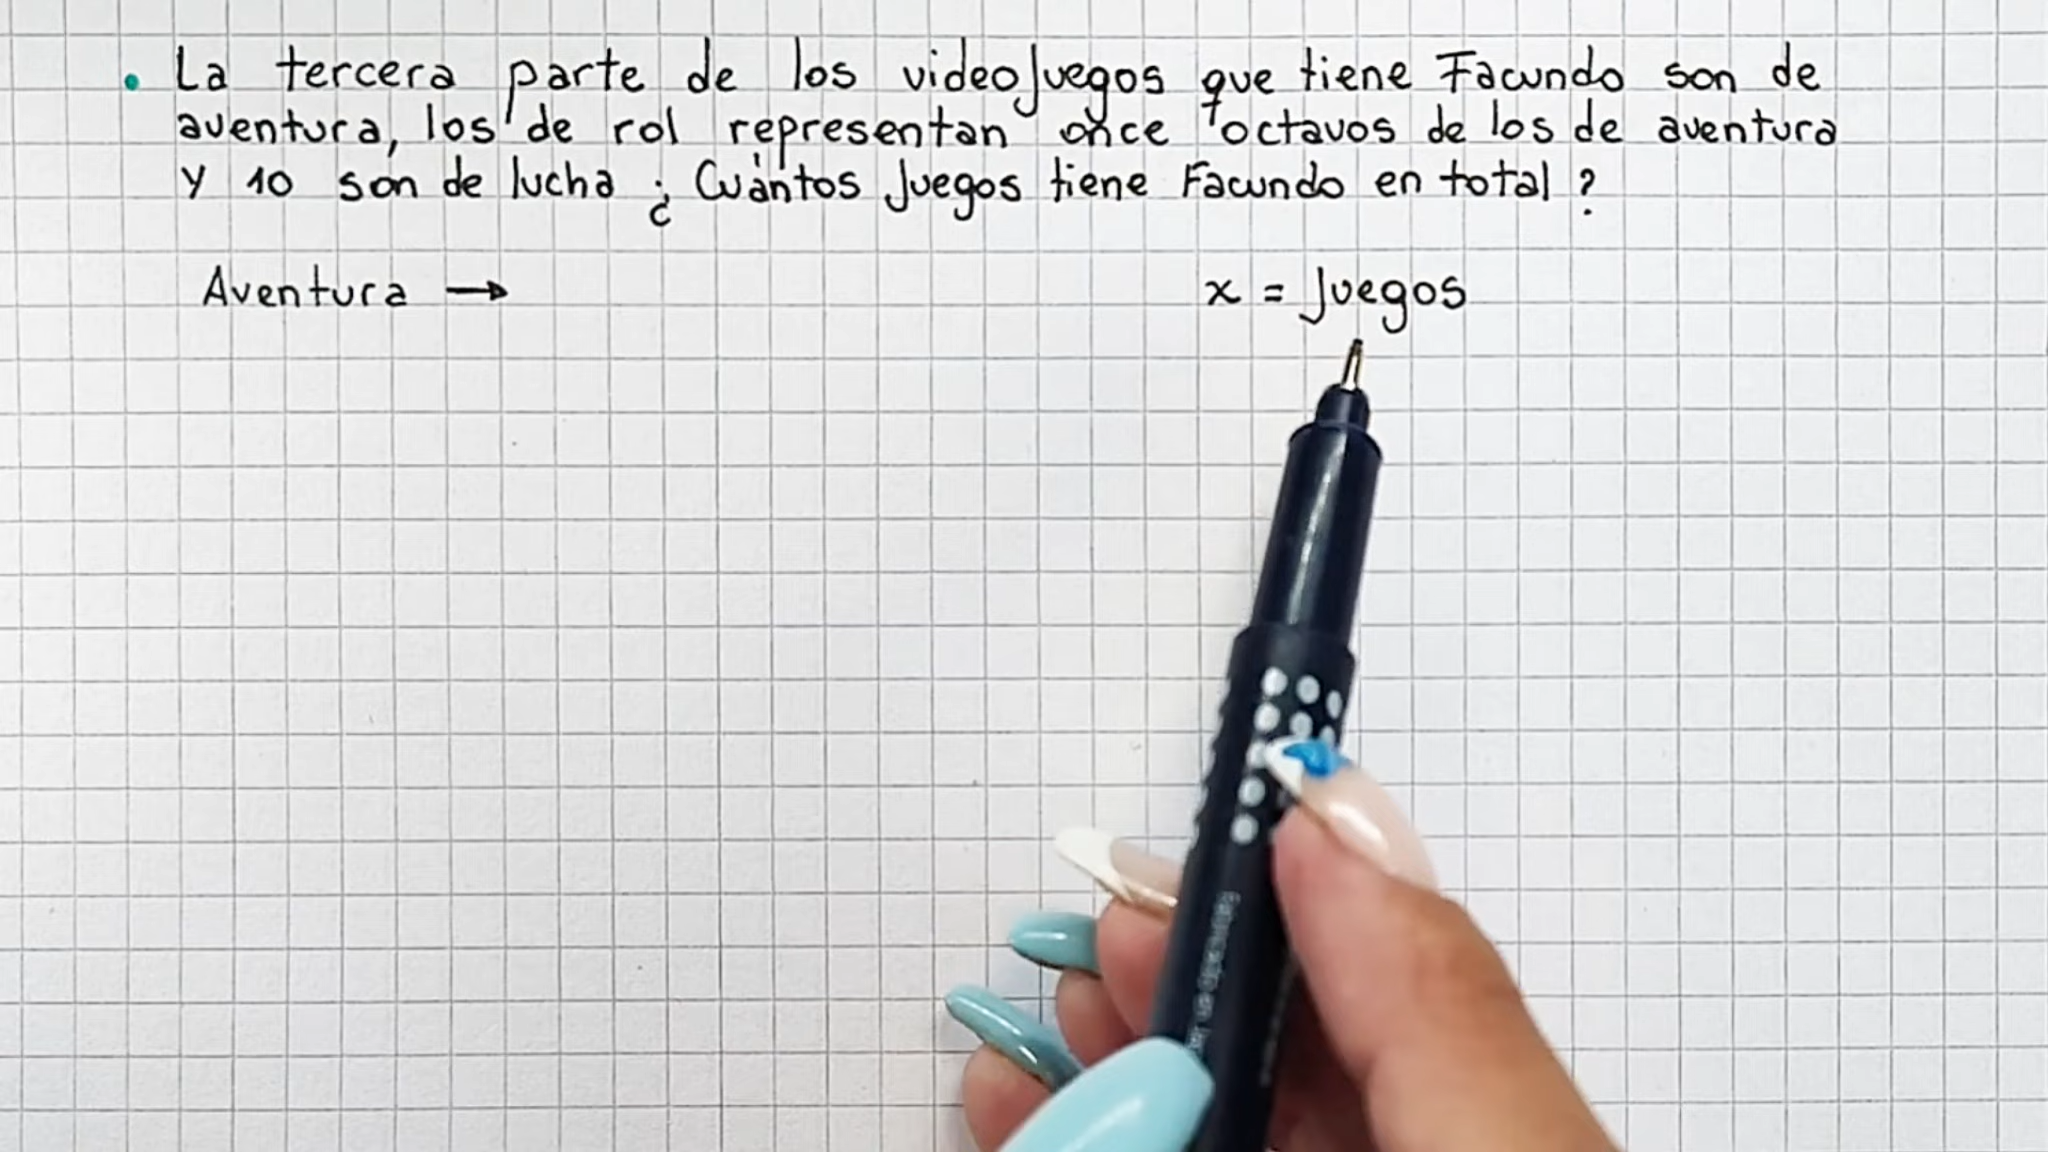 • La tercera parte de los videojuegos que tiene Facundo son de
aventura, los de rol representan once octavos de los de aventura
y 10 son de lucha ¿ Cuántos juegos tiene Facundo en total ?
Aventura →
x = juegos